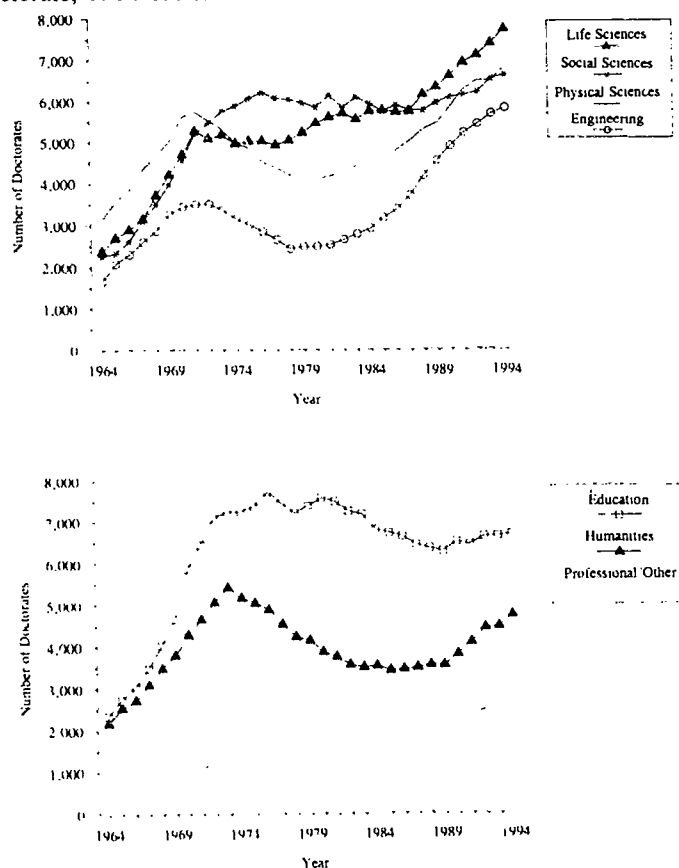 8,000
7,000
6,000
5,000
4,000
3,000
2,000
1,000
0
Number of Doctorates
1964 1969 1974 1979 1984 1989 1994
Year
Life Sciences
Social Sciences
Physical Sciences
Engineering
8,000
7,000
6,000
5,000
4,000
3,000
2,000
1,000
0
Number of Doctorates
1964 1969 1974 1979 1984 1989 1994
Year
Education
Humanities
Professional/Other